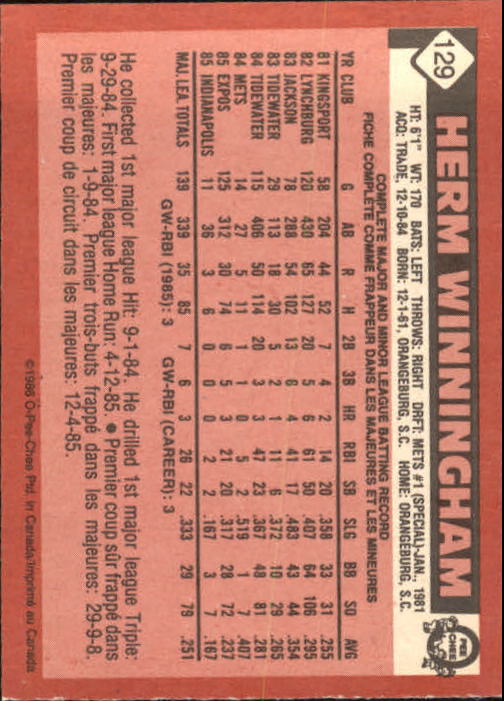 129
HERM WINNINGHAM
O PEE CHEE
HT: 6'1" WT: 170 BATS: LEFT THROWS: RIGHT DRFT: METS #1 (SPECIAL)-JAN., 1981
ACQ: TRADE, 12-10-84 BORN: 12-1-61, ORANGEBURG, S.C. HOME: ORANGEBURG, S.C.
COMPLETE MAJOR AND MINOR LEAGUE BATTING RECORD
FICHE COMPLÈTE COMME FRAPPEUR DANS LES MAJEURES ET LES MINEURES
YR CLUB G AB R H 2B 3B HR RBI SB SLG BB SO AVG
81 KINGSPORT 58 204 44 52 7 4 2 14 20 .358 33 31 .255
82 LYNCHBURG 120 430 65 127 20 5 6 61 50 .407 64 106 .295
83 JACKSON 78 288 54 102 13 6 4 41 17 .483 43 44 .354
83 TIDEWATER 29 113 18 30 5 2 1 11 6 .372 10 29 .265
84 TIDEWATER 115 406 50 114 20 3 3 47 23 .367 48 81 .281
84 METS 14 27 5 11 1 1 0 5 2 .519 1 7 .407
85 EXPOS 125 312 30 74 6 5 3 21 20 .317 28 72 .237
85 INDIANAPOLIS 11 36 3 6 0 0 0 2 .167 3 7 .167
MAJ. LEA. TOTALS 139 339 35 85 7 6 3 26 22 .333 29 79 .251
GW-RBI (1985): 3 GW-RBI (CAREER): 3
He collected 1st major league Hit: 9-1-84. He drilled 1st major league Triple:
9-29-84. First major league Home Run: 4-12-85. ● Premier coup sûr frappé dans
les majeures: 1-9-84. Premier trois-buts frappé dans les majeures: 29-9-8.
Premier coup de circuit dans les majeures: 12-4-85.
©1986 O-Pee-Chee Ptd. in Canada/Imprimé au Canada